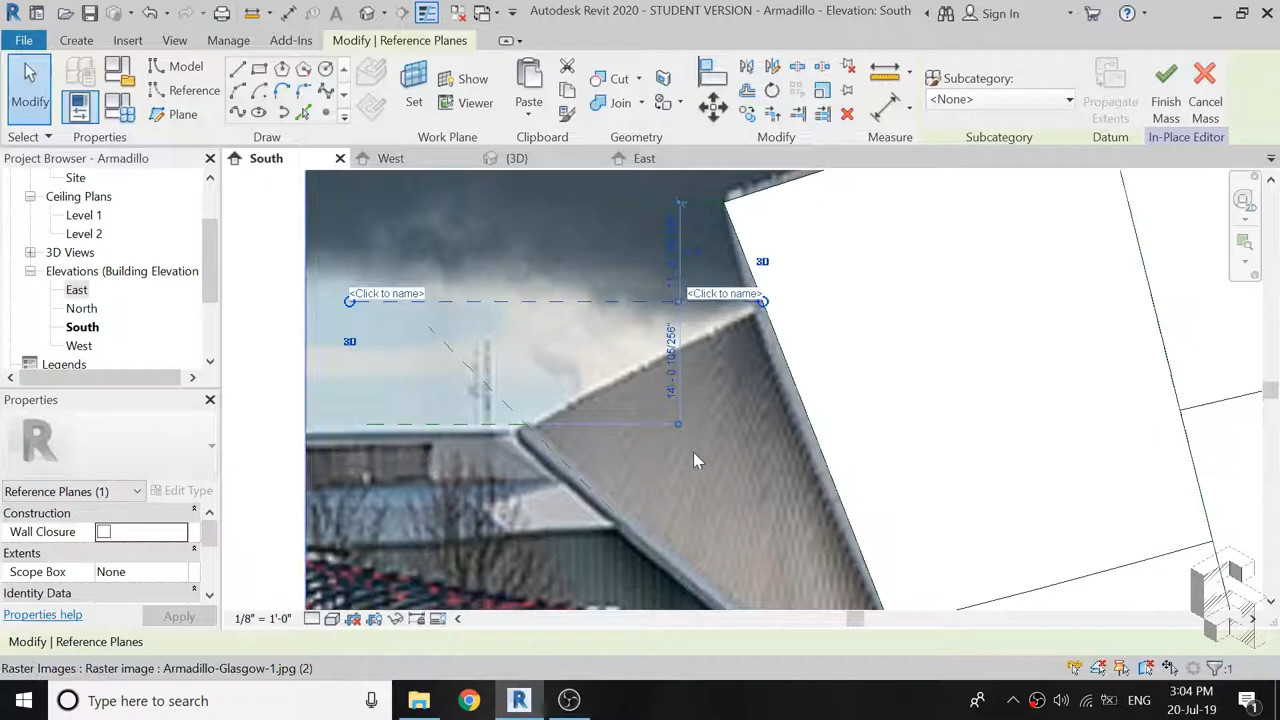 Autodesk Revit 2020 - STUDENT VERSION - Armadillo - Elevation: South
Sign In
File Create Insert View Manage Add-Ins Modify | Reference Planes
Modify
Select
Properties
Model
Reference
Plane
Draw
Set
Show
Viewer
Work Plane
Paste
Clipboard
Cut
Join
Geometry
Modify
Measure
Subcategory:
<None>
Subcategory
Propagate
Extents
Datum
Finish
Mass
Cancel
Mass
In-Place Editor
Project Browser - Armadillo
South
West
{3D}
East
Site
Ceiling Plans
Level 1
Level 2
3D Views
Elevations (Building Elevation
East
North
South
West
Legends
Properties
Reference Planes (1)
Edit Type
Construction
Wall Closure
Extents
Scope Box None
Identity Data
Properties help
Apply
<Click to name>
<Click to name>
3D
3D
14' - 0 105/256"
1/8" = 1'-0"
Modify | Reference Planes
Raster Images : Raster image : Armadillo-Glasgow-1.jpg (2)
:1
Type here to search
ENG
3:04 PM
20-Jul-19
1